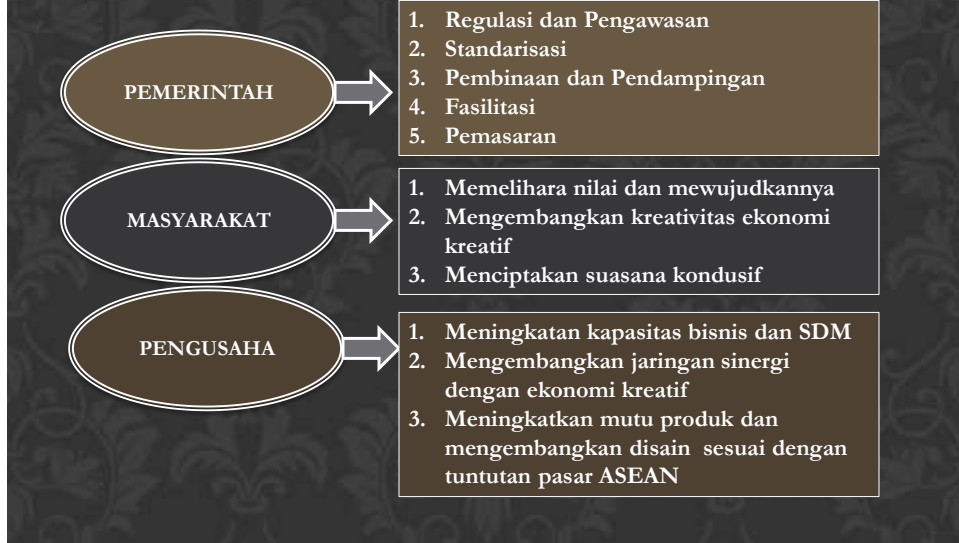 PEMERINTAH
1. Regulasi dan Pengawasan
2. Standarisasi
3. Pembinaan dan Pendampingan
4. Fasilitasi
5. Pemasaran
MASYARAKAT
1. Memelihara nilai dan mewujudkannya
2. Mengembangkan kreativitas ekonomi
kreatif
3. Menciptakan suasana kondusif
PENGUSAHA
1. Meningkatan kapasitas bisnis dan SDM
2. Mengembangkan jaringan sinergi
dengan ekonomi kreatif
3. Meningkatkan mutu produk dan
mengembangkan disain sesuai dengan
tuntutan pasar ASEAN